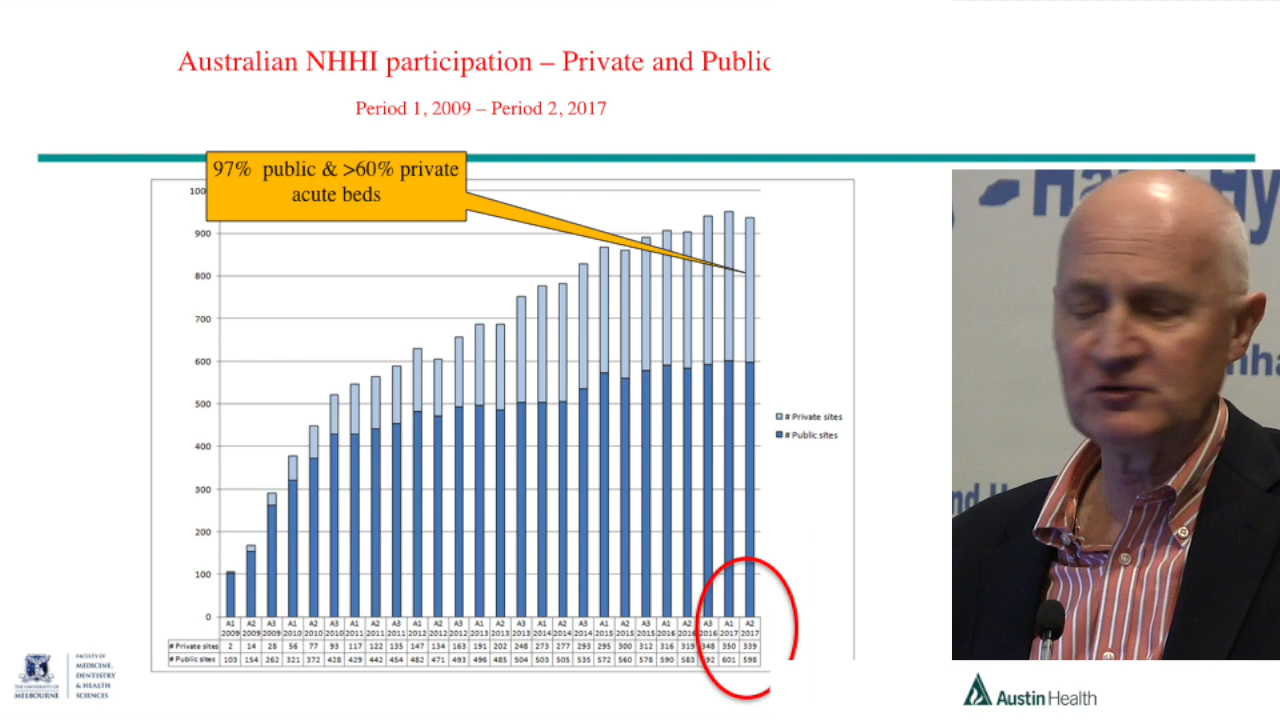 Australian NHHI participation – Private and Public
Period 1, 2009 – Period 2, 2017
97% public & >60% private
acute beds
100
900
800
700
600
500
400
300
200
100
0
# Private sites
# Public sites
A1 A2 A3 A1 A2 A3 A1 A2 A3 A1 A2 A3 A1 A2 A3 A1 A2 A3 A1 A2 A3 A1 A2 A3 A1 A2
2009 2009 2009 2010 2010 2010 2011 2011 2011 2012 2012 2012 2013 2013 2013 2014 2014 2014 2015 2015 2015 2016 2016 2016 2017 2017
# Private sites 2 14 28 56 77 93 117 122 135 147 134 163 191 202 248 273 277 293 295 300 312 316 319 348 350 339
# Public sites 103 154 262 321 372 428 429 442 454 482 471 493 496 485 504 503 505 535 572 560 578 590 583 92 601 598
THE UNIVERSITY OF
MELBOURNE
FACULTY OF
MEDICINE,
DENTISTRY
& HEALTH
SCIENCES
Austin Health